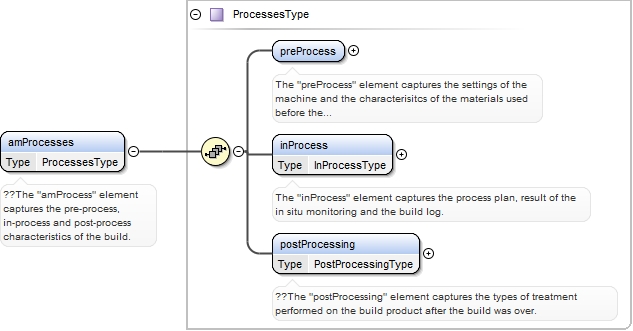 ProcessesType
preProcess
The "preProcess" element captures the settings of the
machine and the characterisitcs of the materials used
before the...
amProcesses
Type ProcessesType
??The "amProcess" element
captures the pre-process,
in-process and post-process
characteristics of the build.
inProcess
Type InProcessType
The "inProcess" element captures the process plan, result of the
in situ monitoring and the build log.
postProcessing
Type PostProcessingType
??The "postProcessing" element captures the types of treatment
performed on the build product after the build was over.